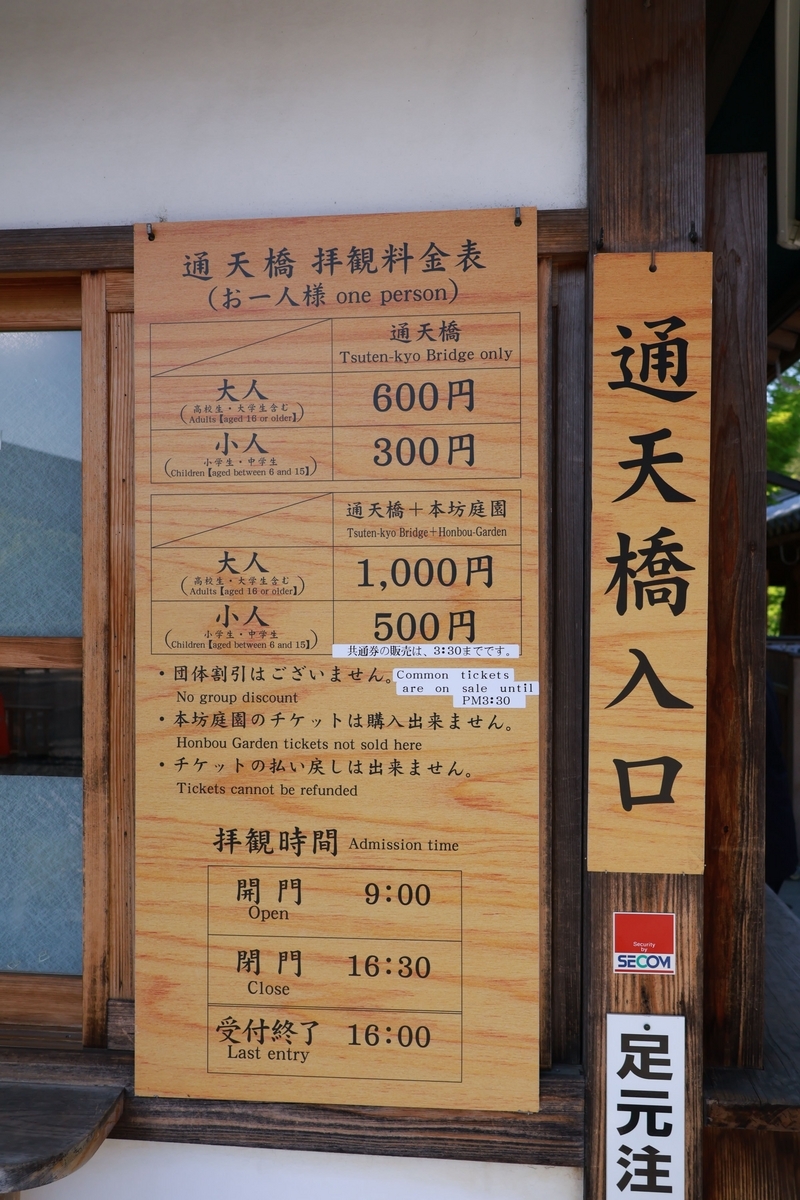 通天橋 拝観料金表
(お一人様 one person)
通天橋
Tsuten-kyo Bridge only
大人
(高校生・大学生含む
Adults【aged 16 or older】)
600円
小人
(小学生・中学生
Children【aged between 6 and 15】)
300円
通天橋＋本坊庭園
Tsuten-kyo Bridge＋Honbou-Garden
大人
(高校生・大学生含む
Adults【aged 16 or older】)
1,000円
小人
(小学生・中学生
Children【aged between 6 and 15】)
500円
共通券の販売は、3:30までです。
・団体割引はございません。
No group discount
Common tickets
are on sale until
PM3:30
・本坊庭園のチケットは購入出来ません。
Honbou Garden tickets not sold here
・チケットの払い戻しは出来ません。
Tickets cannot be refunded
拝観時間 Admission time
開門 9:00
Open
閉門 16:30
Close
受付終了 16:00
Last entry
通天橋入口
Security
by
SECOM
足元注